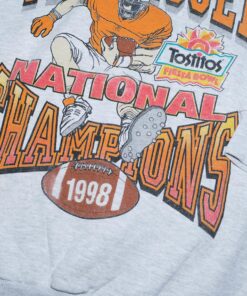 Tostitos
FIESTA BOWL
NATIONAL
CHAMPIONS
1998